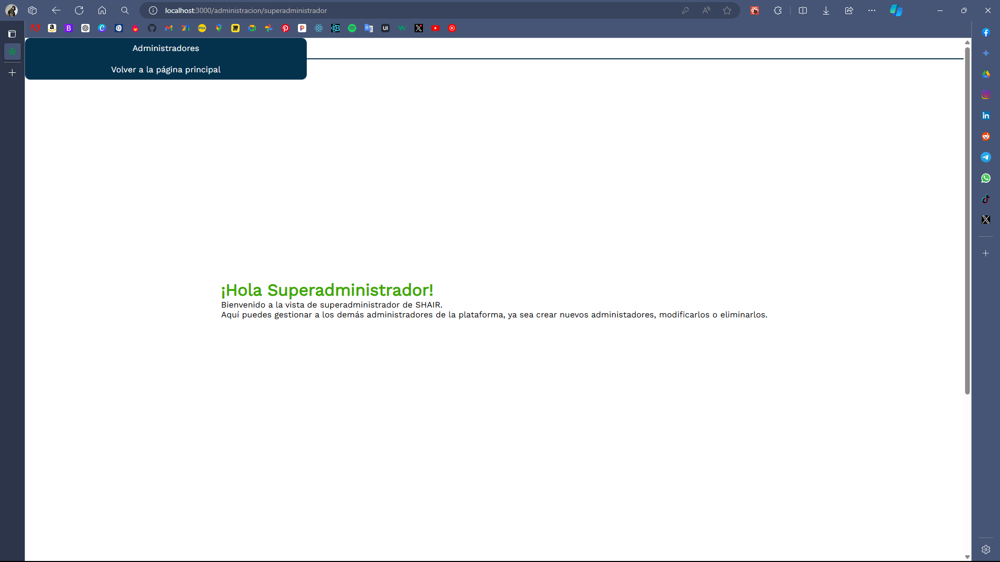 localhost:3000/administracion/superadministrador
Administradores
Volver a la página principal
¡Hola Superadministrador!
Bienvenido a la vista de superadministrador de SHAIR.
Aquí puedes gestionar a los demás administradores de la plataforma, ya sea crear nuevos administadores, modificarlos o eliminarlos.